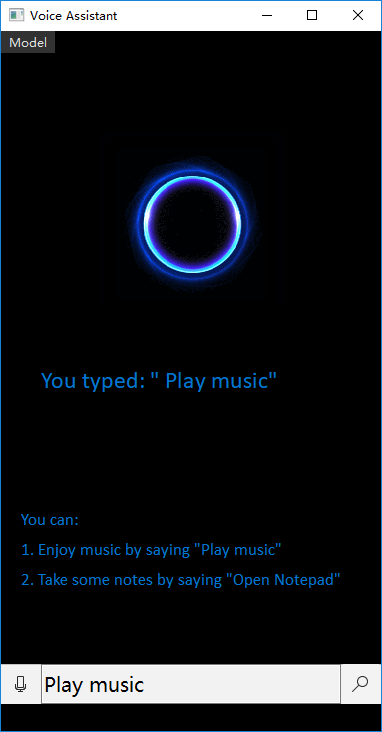 Voice Assistant
Model
You typed: " Play music"
You can:
1. Enjoy music by saying "Play music"
2. Take some notes by saying "Open Notepad"
Play music